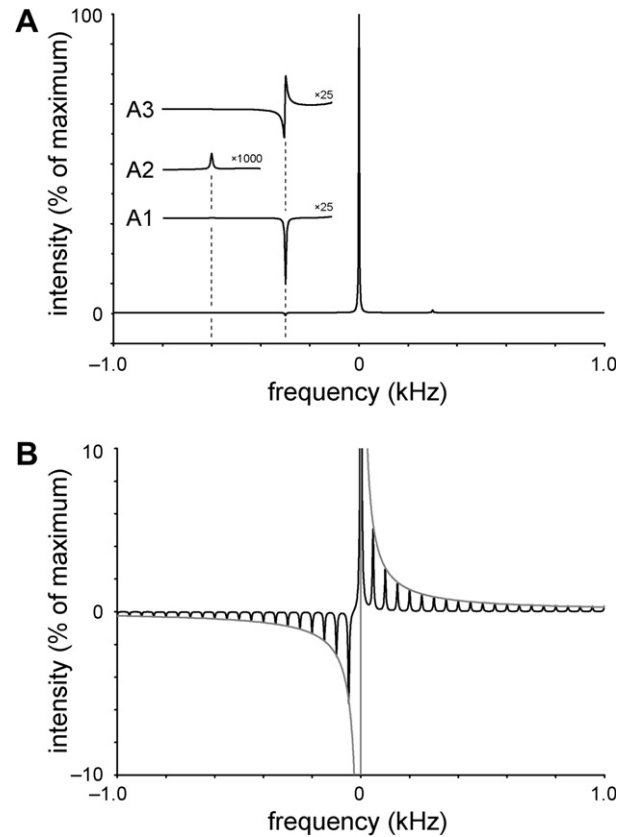 A
100
A3
×25
A2
×1000
A1
×25
0
intensity (% of maximum)
–1.0
0
1.0
frequency (kHz)
B
10
0
–10
intensity (% of maximum)
–1.0
0
1.0
frequency (kHz)